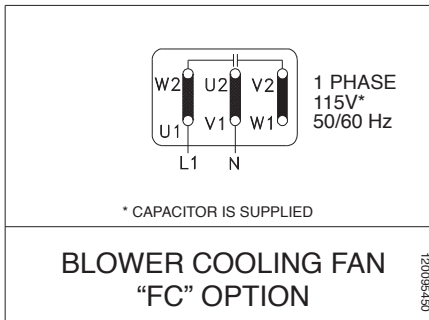 W2 U2 V2
U1 V1 W1
L1 N
1 PHASE
115V*
50/60 Hz
* CAPACITOR IS SUPPLIED
BLOWER COOLING FAN
“FC” OPTION
120095450